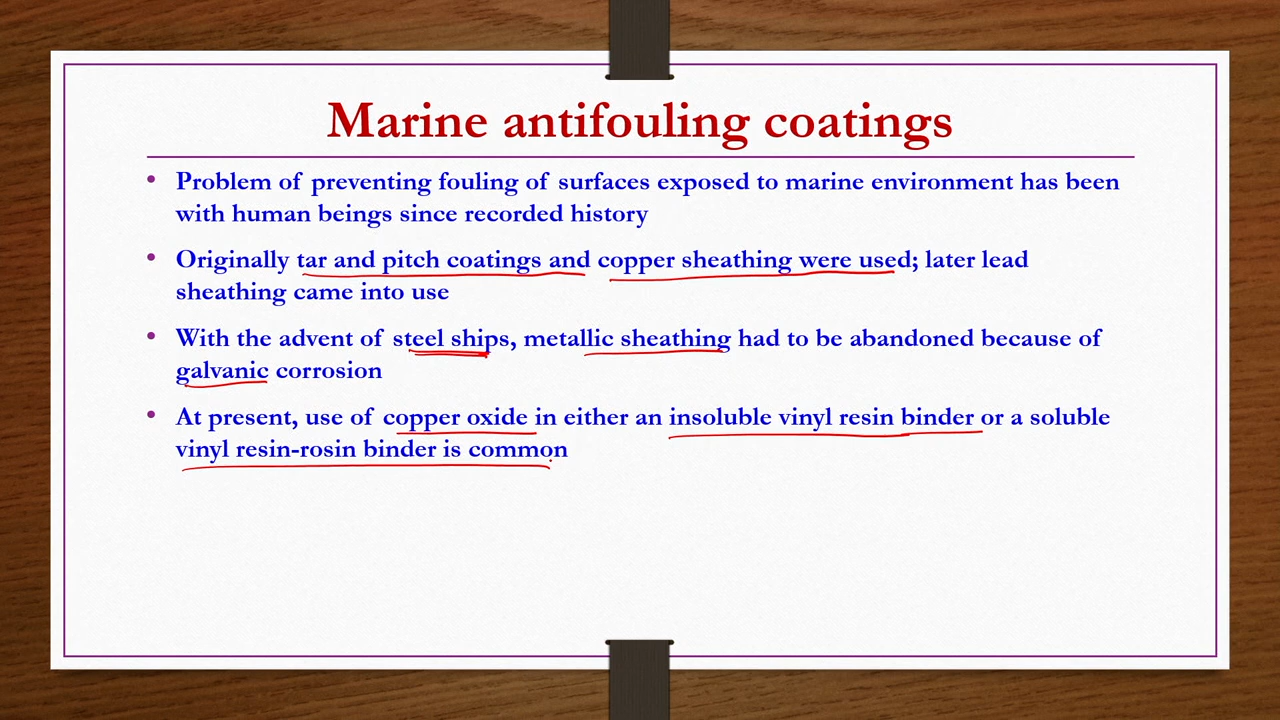 Marine antifouling coatings
• Problem of preventing fouling of surfaces exposed to marine environment has been
with human beings since recorded history
• Originally tar and pitch coatings and copper sheathing were used; later lead
sheathing came into use
• With the advent of steel ships, metallic sheathing had to be abandoned because of
galvanic corrosion
• At present, use of copper oxide in either an insoluble vinyl resin binder or a soluble
vinyl resin-rosin binder is common